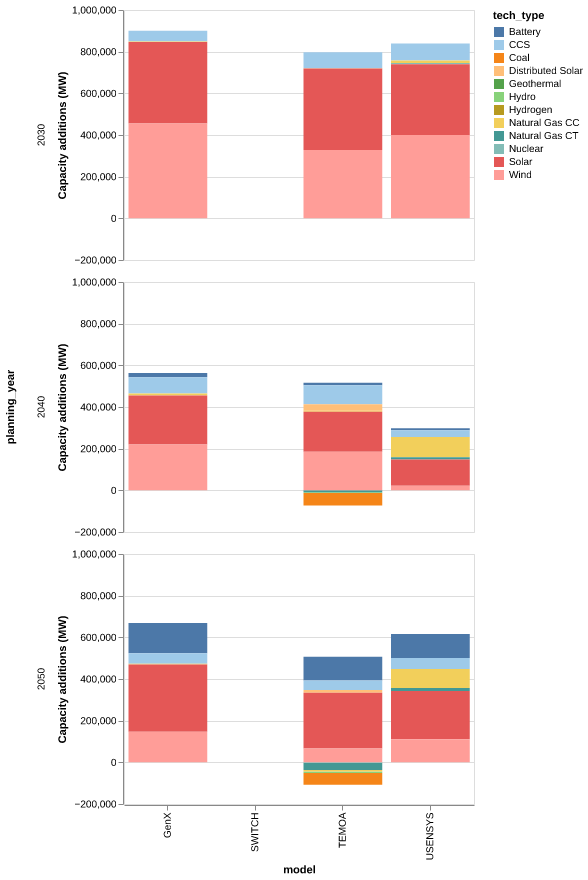 tech_type
Battery
CCS
Coal
Distributed Solar
Geothermal
Hydro
Hydrogen
Natural Gas CC
Natural Gas CT
Nuclear
Solar
Wind
planning_year
2030
Capacity additions (MW)
1,000,000
800,000
600,000
400,000
200,000
0
−200,000
2040
Capacity additions (MW)
1,000,000
800,000
600,000
400,000
200,000
0
−200,000
2050
Capacity additions (MW)
1,000,000
800,000
600,000
400,000
200,000
0
−200,000
GenX
SWITCH
TEMOA
USENSYS
model